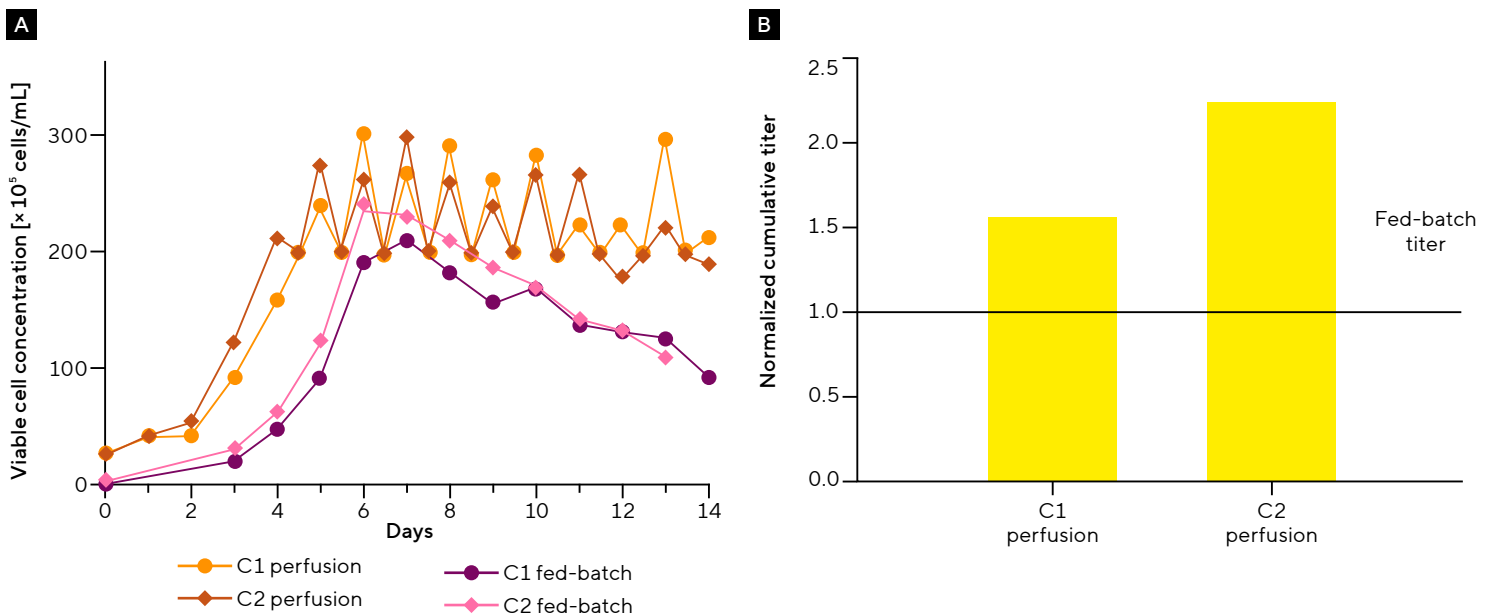 A
Viable cell concentration [× 10⁵ cells/mL]
300
200
100
0
0 2 4 6 8 10 12 14
Days
C1 perfusion
C2 perfusion
C1 fed-batch
C2 fed-batch
B
Normalized cumulative titer
2.5
2.0
1.5
1.0
0.5
0.0
Fed-batch
titer
C1
perfusion
C2
perfusion